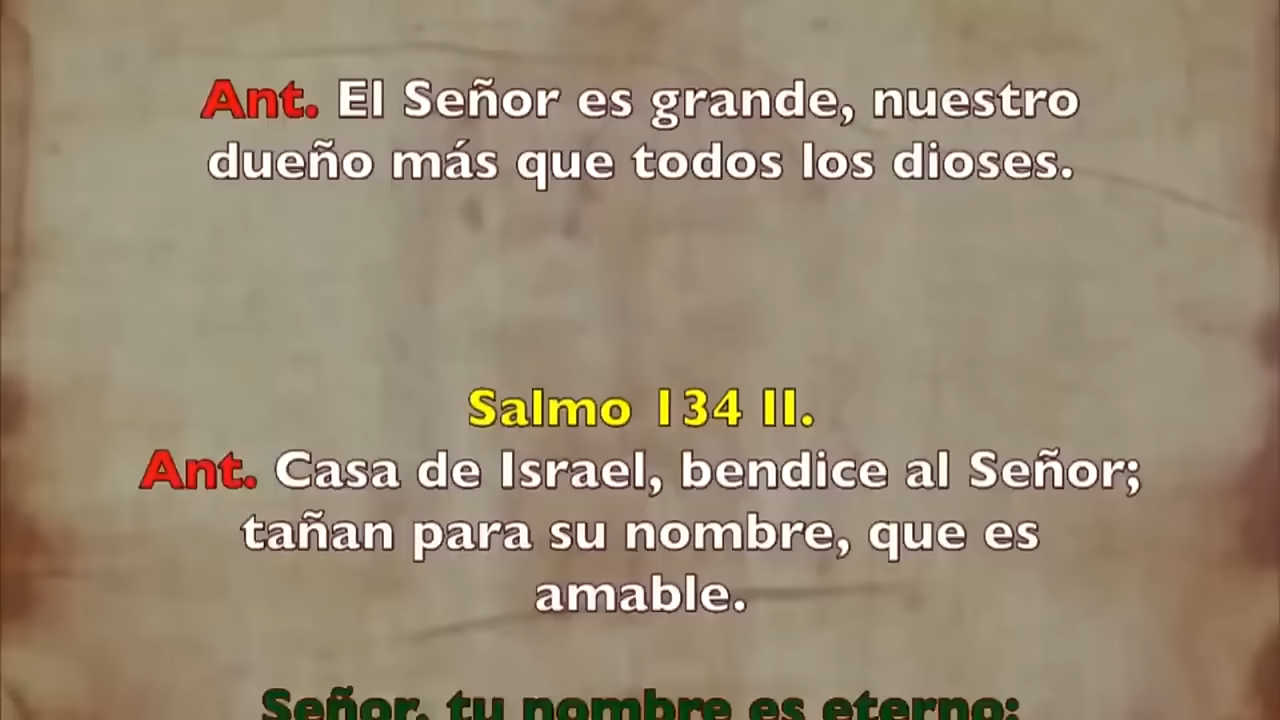 Ant. El Señor es grande, nuestro
dueño más que todos los dioses.
Salmo 134 II.
Ant. Casa de Israel, bendice al Señor;
tañan para su nombre, que es
amable.
Señor, tu nombre es eterno;